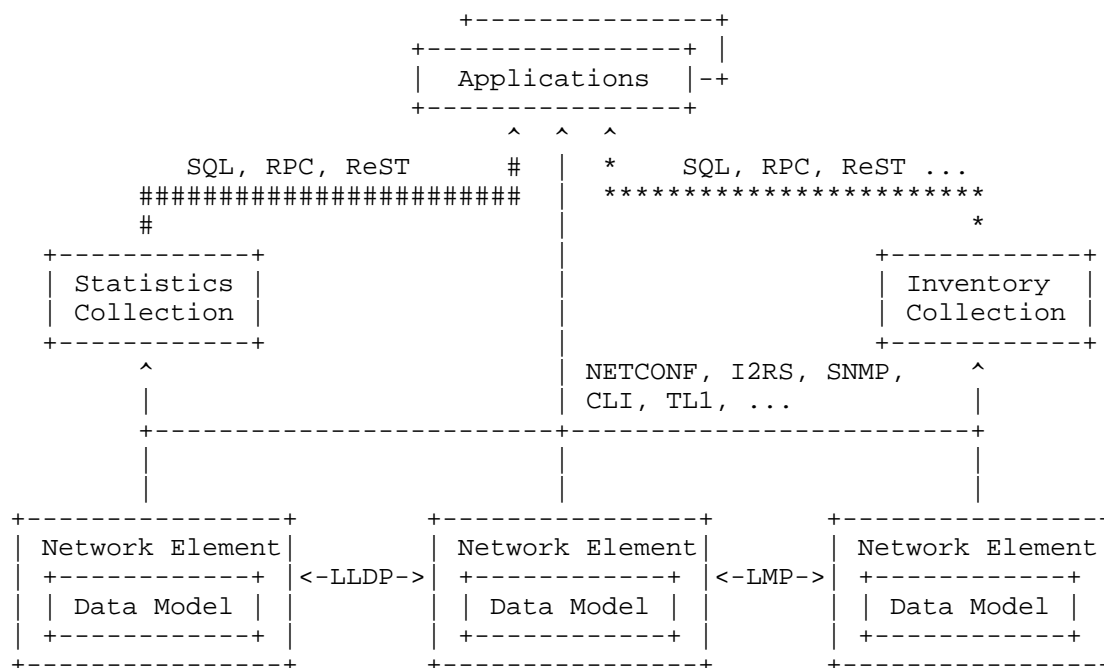 Applications
SQL, RPC, ReST
SQL, RPC, ReST ...
Statistics
Collection
Inventory
Collection
NETCONF, I2RS, SNMP,
CLI, TL1, ...
Network Element
Network Element
Network Element
<-LLDP->
<-LMP->
Data Model
Data Model
Data Model